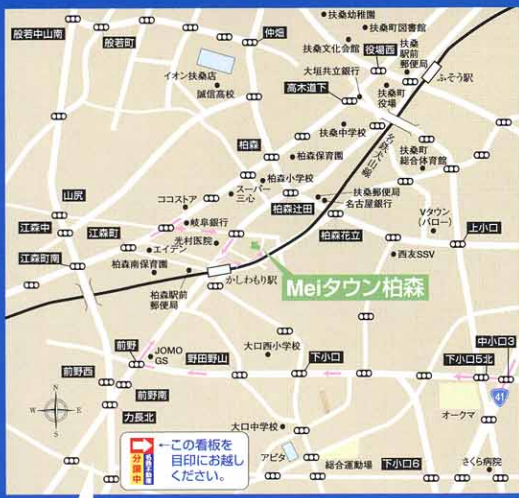 般若中山南
般若町
仲畑
扶桑幼稚園
扶桑町図書館
扶桑文化会館
役場西
扶桑
駅前
郵便局
ふそう駅
イオン扶桑店
誠信高校
大垣共立銀行
高木道下
扶桑町
役場
扶桑中学校
名鉄犬山線
柏森
柏森保育園
扶桑町
総合体育館
柏森小学校
山尻
ココストア
スーパー
三心
扶桑郵便局
名古屋銀行
柏森辻田
江森中
江森町
岐阜銀行
柏森花立
Vタウン
(バロー)
上小口
江森町南
エイデン
光村医院
西友SSV
柏森南保育園
かしわもり駅
柏森駅前
郵便局
Meiタウン柏森
前野
JOMO
GS
野田野山
大口西小学校
下小口
中小口3
下小口5北
41
前野西
前野南
N
力長北
オークマ
大口中学校
分譲中
名鉄不動産
←この看板を
目印にお越し
ください。
アピタ
総合運動場
下小口6
さくら病院